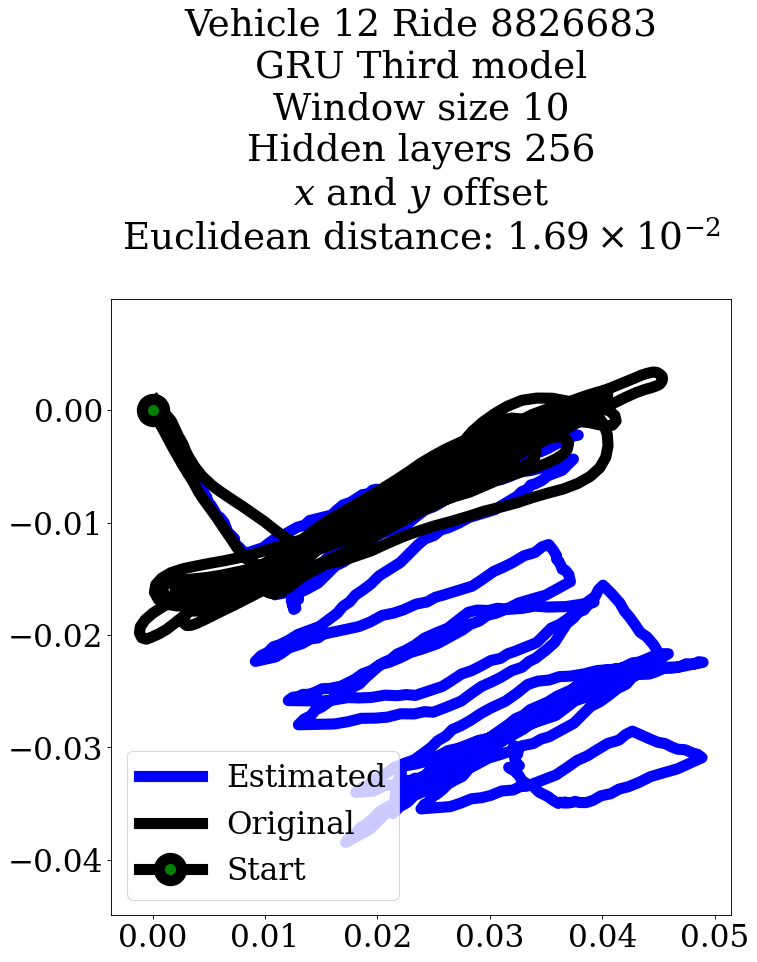 Vehicle 12 Ride 8826683
GRU Third model
Window size 10
Hidden layers 256
x and y offset
Euclidean distance: 1.69 × 10⁻²
0.00
−0.01
−0.02
−0.03
−0.04
Estimated
Original
Start
0.00 0.01 0.02 0.03 0.04 0.05